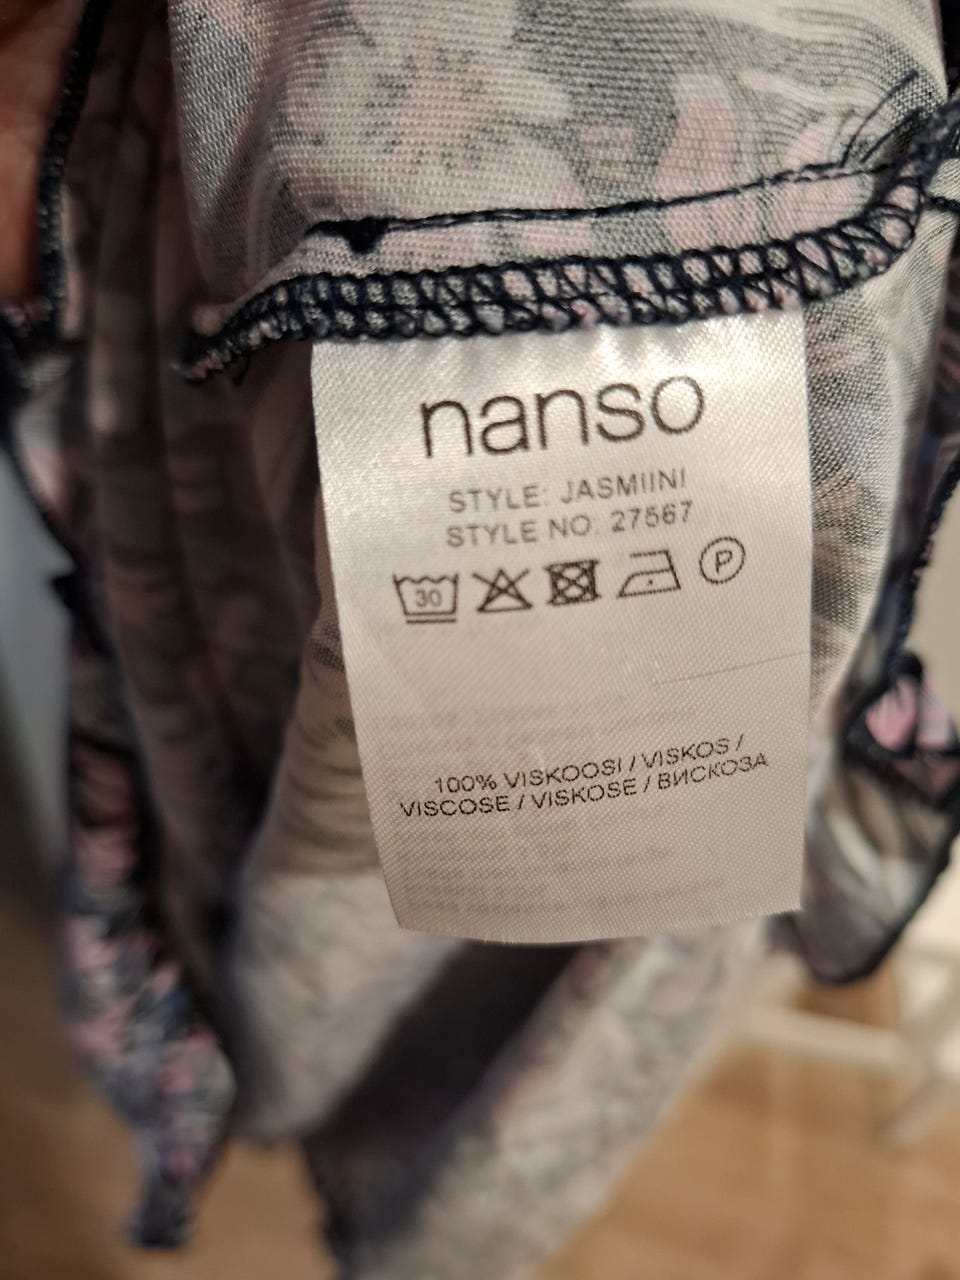 nanso
STYLE: JASMIINI
STYLE NO: 27567
30 P
100% VISKOOSI / VISKOS /
VISCOSE / VISKOSE / ВИСКОЗА